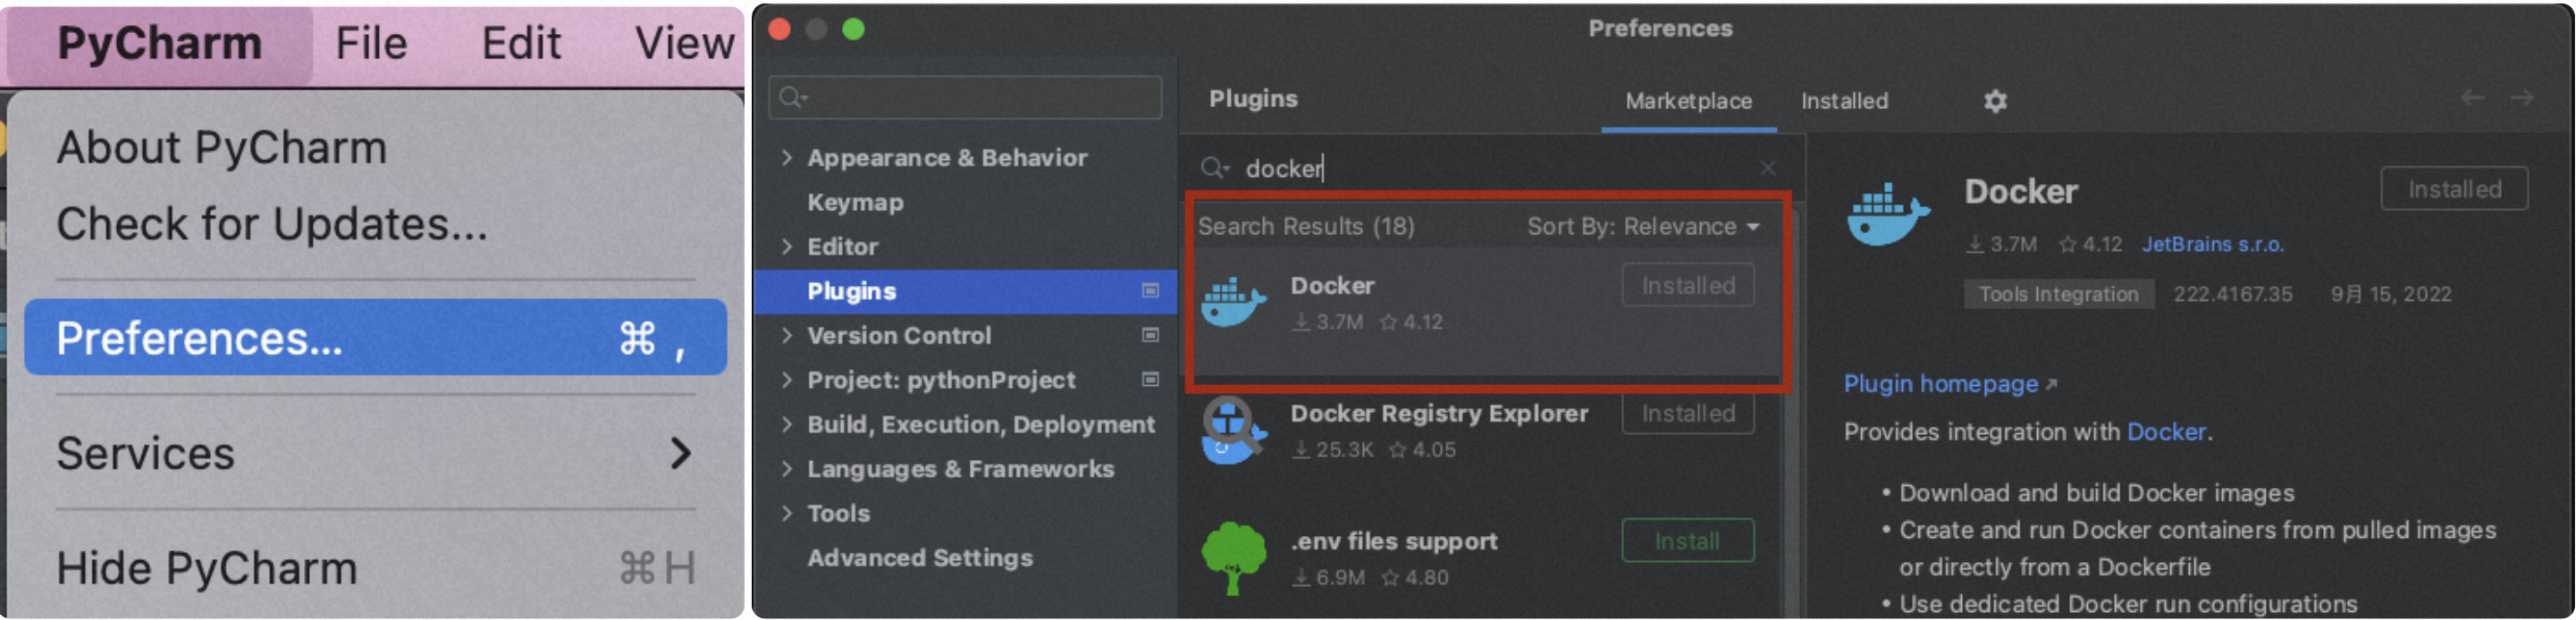 PyCharm File Edit View
About PyCharm
Check for Updates...
Preferences... ⌘ ,
Services
Hide PyCharm ⌘H
Preferences
Appearance & Behavior
Keymap
Editor
Plugins
Version Control
Project: pythonProject
Build, Execution, Deployment
Languages & Frameworks
Tools
Advanced Settings
Plugins Marketplace Installed
docker
Search Results (18) Sort By: Relevance
Docker Installed
3.7M 4.12
Docker Registry Explorer Installed
25.3K 4.05
.env files support Install
6.9M 4.80
Docker Installed
3.7M 4.12 JetBrains s.r.o.
Tools Integration 222.4167.35 9月 15, 2022
Plugin homepage ↗
Provides integration with Docker.
• Download and build Docker images
• Create and run Docker containers from pulled images
or directly from a Dockerfile
• Use dedicated Docker run configurations